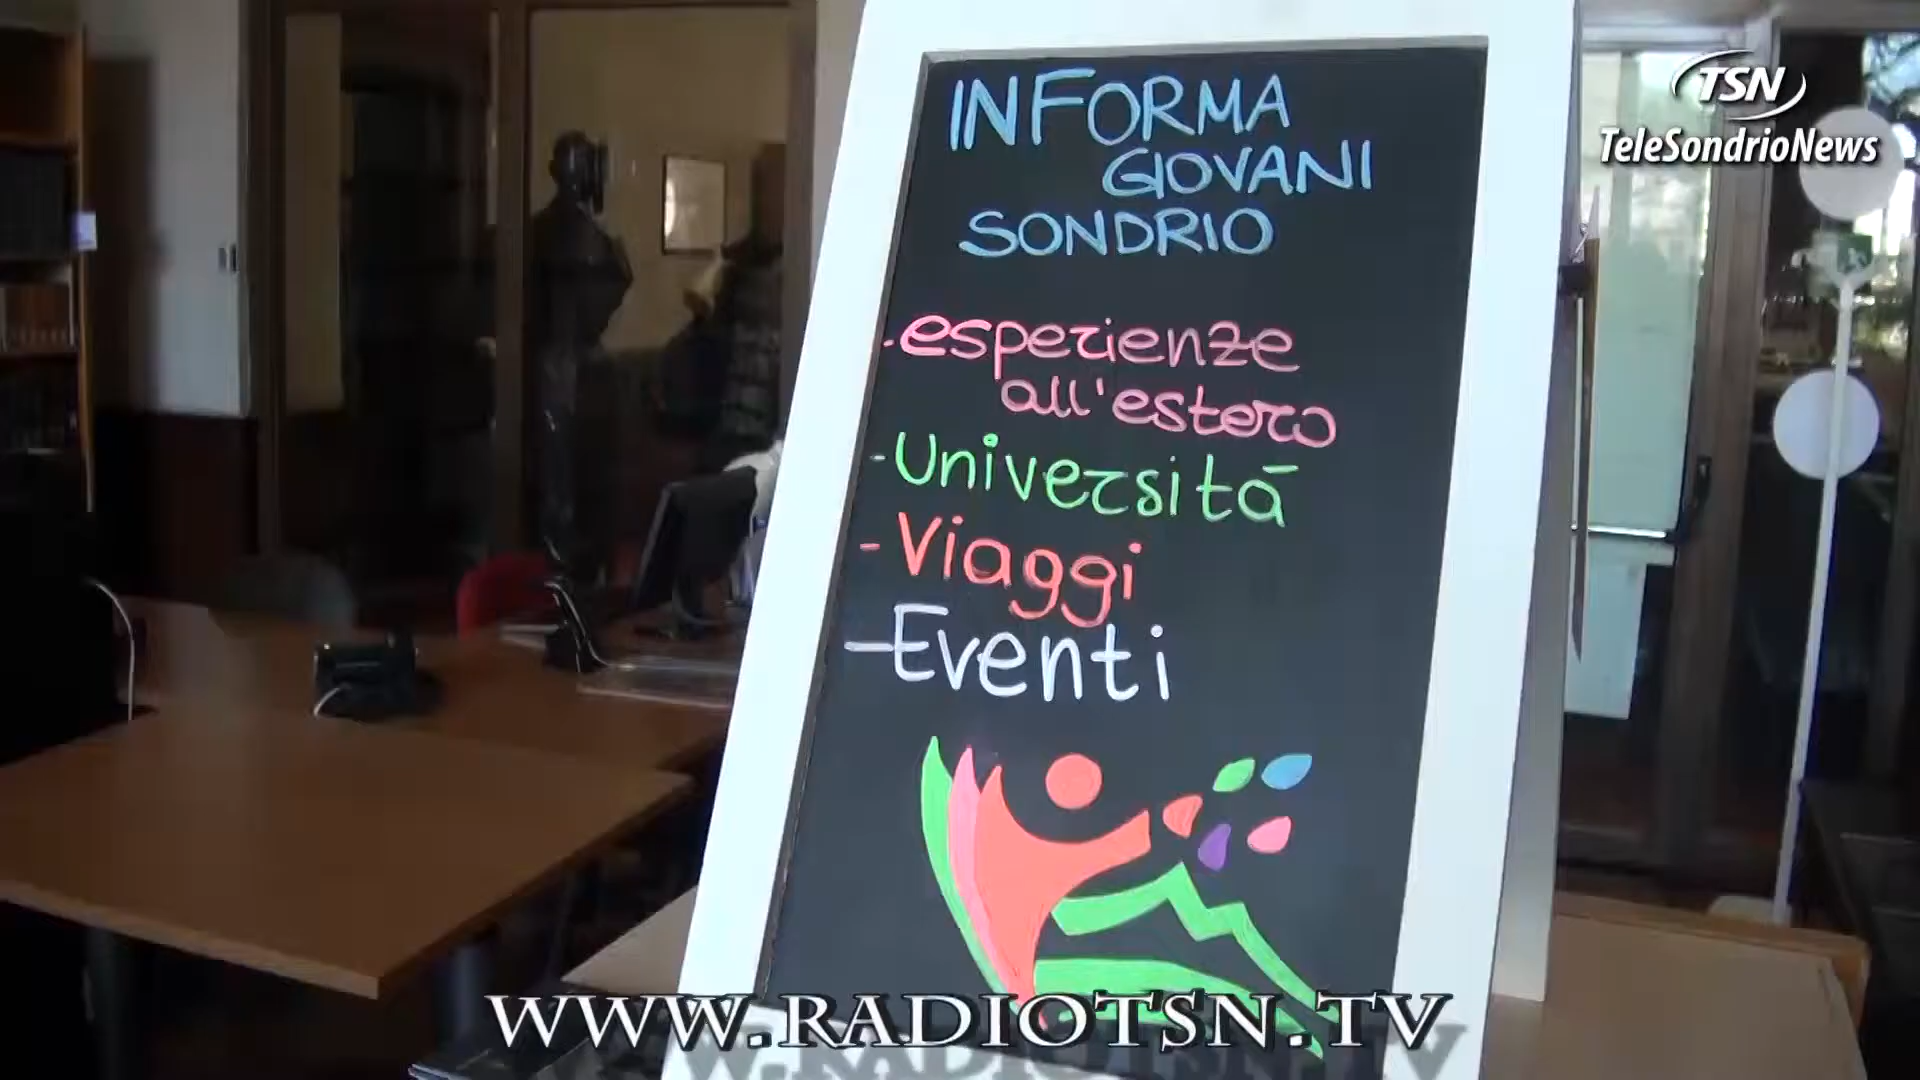 TSN
TeleSondrioNews
INFORMA
GIOVANI
SONDRIO
.esperienze
all'estero
-Università
-Viaggi
-Eventi
WWW.RADIOTSN.TV